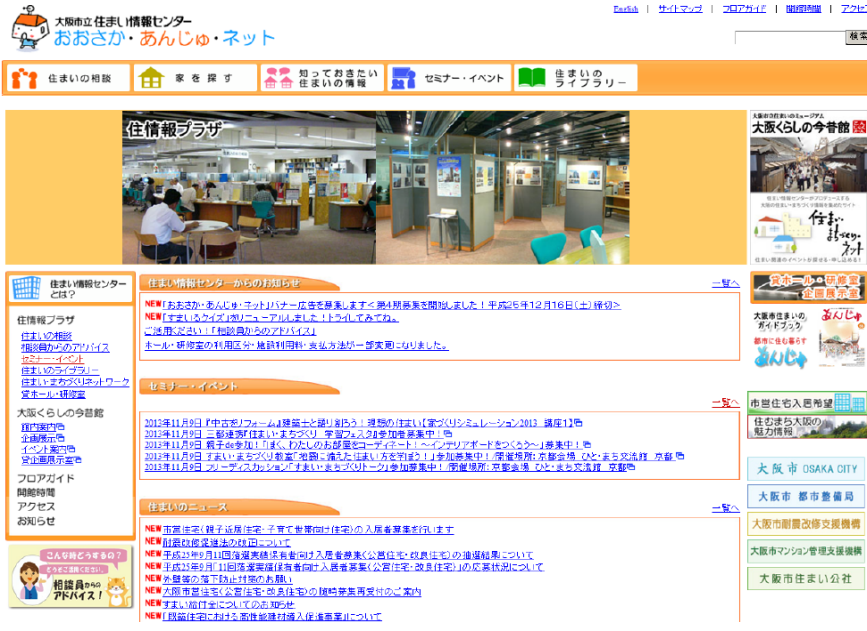 English | サイトマップ | フロアガイド | 開館時間 | アクセ
大阪市立住まい情報センター
おおさか・あんじゅ・ネット
検索
住まいの相談
家を探す
知っておきたい
住まいの情報
セミナー・イベント
住まいの
ライブラリー
住情報プラザ
大阪市立住まいのミュージアム
大阪くらしの今昔館
住まい・まちづくり・ネット
住まい情報センター
とは？
住情報プラザ
住まいの相談
相談員からのアドバイス
セミナー・イベント
住まいのライブラリー
住まい・まちづくりネットワーク
貸ホール・研修室
大阪くらしの今昔館
館内案内
企画展示
イベント案内
貸企画展示室
フロアガイド
開館時間
アクセス
お知らせ
こんな時どうするの？
相談員からの
アドバイス！
住まい情報センターからのお知らせ
一覧へ
NEW「おおさか・あんじゅ・ネット」バナー広告を募集します＜第4期募集を開始しました！平成25年12月16日(土)締切＞
NEW「すまいるクイズ」がリニューアルしました！トライしてみてね。
ご活用ください！「相談員からのアドバイス」
ホール・研修室の利用区分・施設利用料・支払方法が一部変更になりました。
セミナー・イベント
一覧へ
2013年11月9日 『中古をリフォーム』建築士と語り合おう！理想の住まい【家づくりシミュレーション2013 講座1】
2013年11月9日 三都連携『住まい・まちづくり 学習フェスタ』参加者募集中！
2013年11月9日 親子de参加！「ぼく、わたしのお部屋をコーディネート！～インテリアボードをつくろう～」募集中！
2013年11月9日 すまい・まちづくり教室「地震に備えた住まい方を学ぼう！」参加募集中！/開催場所：京都会場 ひと・まち交流館 京都
2013年11月9日 フリーディスカッション「すまい・まちづくりトーク」参加募集中！/開催場所：京都会場 ひと・まち交流館 京都
住まいのニュース
一覧へ
NEW市営住宅(親子近居住宅・子育て世帯向け住宅)の入居者募集を行います
NEW耐震改修促進法の改正について
NEW平成25年9月11回落選実績保有者向け入居者募集(公営住宅・改良住宅)の抽選結果について
NEW平成25年9月「11回落選実績保有者向け入居者募集(公営住宅・改良住宅)」の応募状況について
NEW外壁等の落下防止対策のお願い
NEW大阪市営住宅(公営住宅・改良住宅)の随時募集再受付のご案内
NEWすまい給付金についてのお知らせ
NEW「既築住宅における高性能建材導入促進事業」について
貸ホール・研修室
企画展示室
大阪市住まいの
ガイドブック
都市に住む暮らす
あんじゅ
あんじゅ
市営住宅入居希望
住むまち大阪の
魅力情報
大阪市 OSAKA CITY
大阪市 都市整備局
大阪市耐震改修支援機構
大阪市マンション管理支援機構
大阪市住まい公社